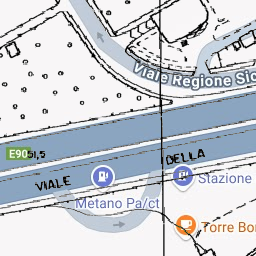 Viale Regione Sic
E90
51,5
DELLA
VIALE
Stazione
Metano Pa/ct
Torre Bor